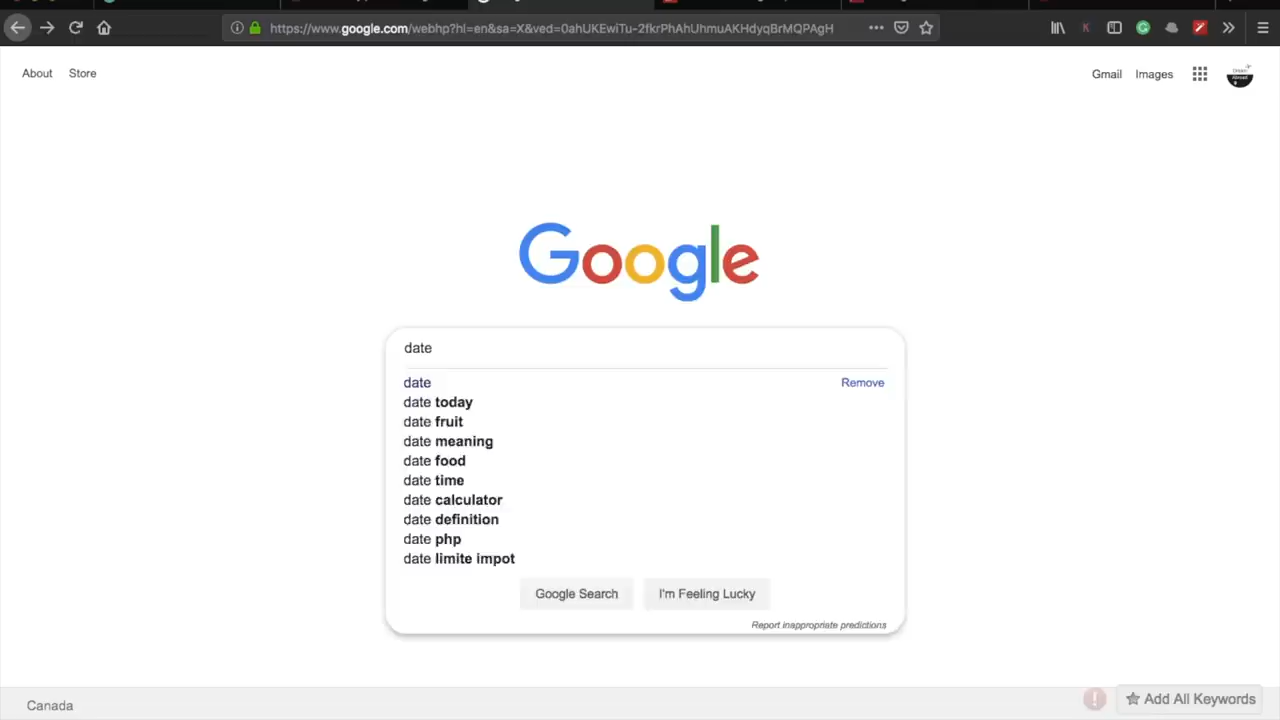 https://www.google.com/webhp?hl=en&sa=X&ved=0ahUKEwiTu-2fkrPhAhUhmuAKHdyqBrMQPAgH
About Store
Gmail Images
Google
date
date Remove
date today
date fruit
date meaning
date food
date time
date calculator
date definition
date php
date limite impot
Google Search I'm Feeling Lucky
Report inappropriate predictions
Canada
Add All Keywords